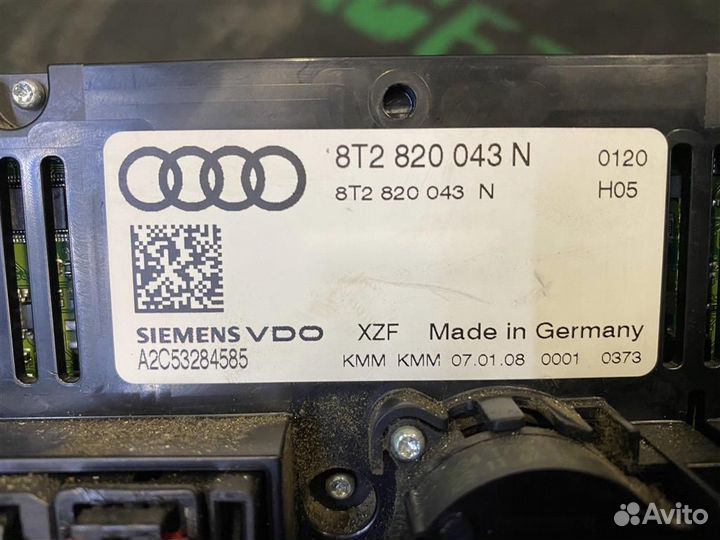 8T2 820 043 N 0120
8T2 820 043 N H05
SIEMENS VDO XZF Made in Germany
A2C53284585 KMM KMM 07.01.08 0001 0373
Avito